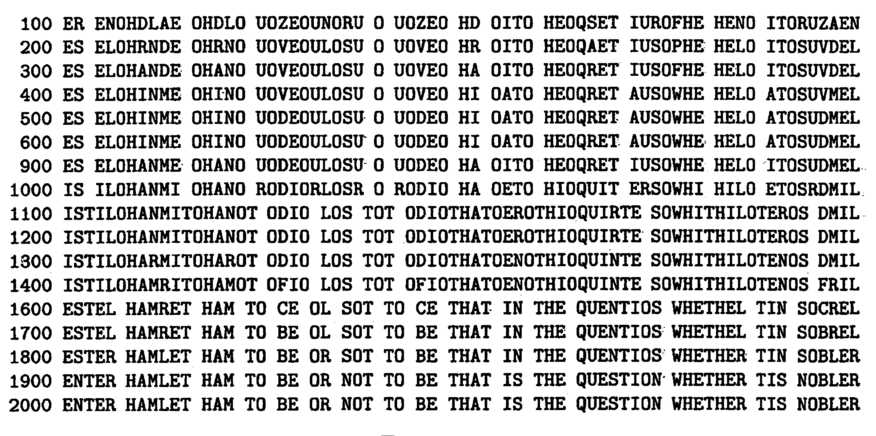 100 ER ENOHDLAE OHDLO UOZEOUNORU O UOZEO HD OITO HEOQSET IUROFHE HENO ITORUZAEN
200 ES ELOHRNDE OHRNO UOVEOULOSU O UOVEO HR OITO HEOQAET IUSOPHE HELO ITOSUVDEL
300 ES ELOHANDE OHANO UOVEOULOSU O UOVEO HA OITO HEOQRET IUSOFHE HELO ITOSUVDEL
400 ES ELOHINME OHINO UOVEOULOSU O UOVEO HI OATO HEOQRET AUSOWHE HELO ATOSUVMEL
500 ES ELOHINME OHINO UODEOULOSU O UODEO HI OATO HEOQRET AUSOWHE HELO ATOSUDMEL
600 ES ELOHINME OHINO UODEOULOSU O UODEO HI OATO HEOQRET AUSOWHE HELO ATOSUDMEL
900 ES ELOHANME OHANO UODEOULOSU O UODEO HA OITO HEOQRET IUSOWHE HELO ITOSUDMEL
1000 IS ILOHANMI OHANO RODIORLOSR O RODIO HA OETO HIOQUIT ERSOWHI HILO ETOSRDMIL
1100 ISTILOHANMITOHANOT ODIO LOS TOT ODIOTHATOEROTHIOQUIRTE SOWHITHILOTEROS DMIL
1200 ISTILOHANMITOHANOT ODIO LOS TOT ODIOTHATOEROTHIOQUIRTE SOWHITHILOTEROS DMIL
1300 ISTILOHARMITOHAROT ODIO LOS TOT ODIOTHATOENOTHIOQUINTE SOWHITHILOTENOS DMIL
1400 ISTILOHAMRITOHAMOT OFIO LOS TOT OFIOTHATOENOTHIOQUINTE SOWHITHILOTENOS FRIL
1600 ESTEL HAMRET HAM TO CE OL SOT TO CE THAT IN THE QUENTIOS WHETHEL TIN SOCREL
1700 ESTEL HAMRET HAM TO BE OL SOT TO BE THAT IN THE QUENTIOS WHETHEL TIN SOBREL
1800 ESTER HAMLET HAM TO BE OR SOT TO BE THAT IN THE QUENTIOS WHETHER TIN SOBLER
1900 ENTER HAMLET HAM TO BE OR NOT TO BE THAT IS THE QUESTION WHETHER TIS NOBLER
2000 ENTER HAMLET HAM TO BE OR NOT TO BE THAT IS THE QUESTION WHETHER TIS NOBLER